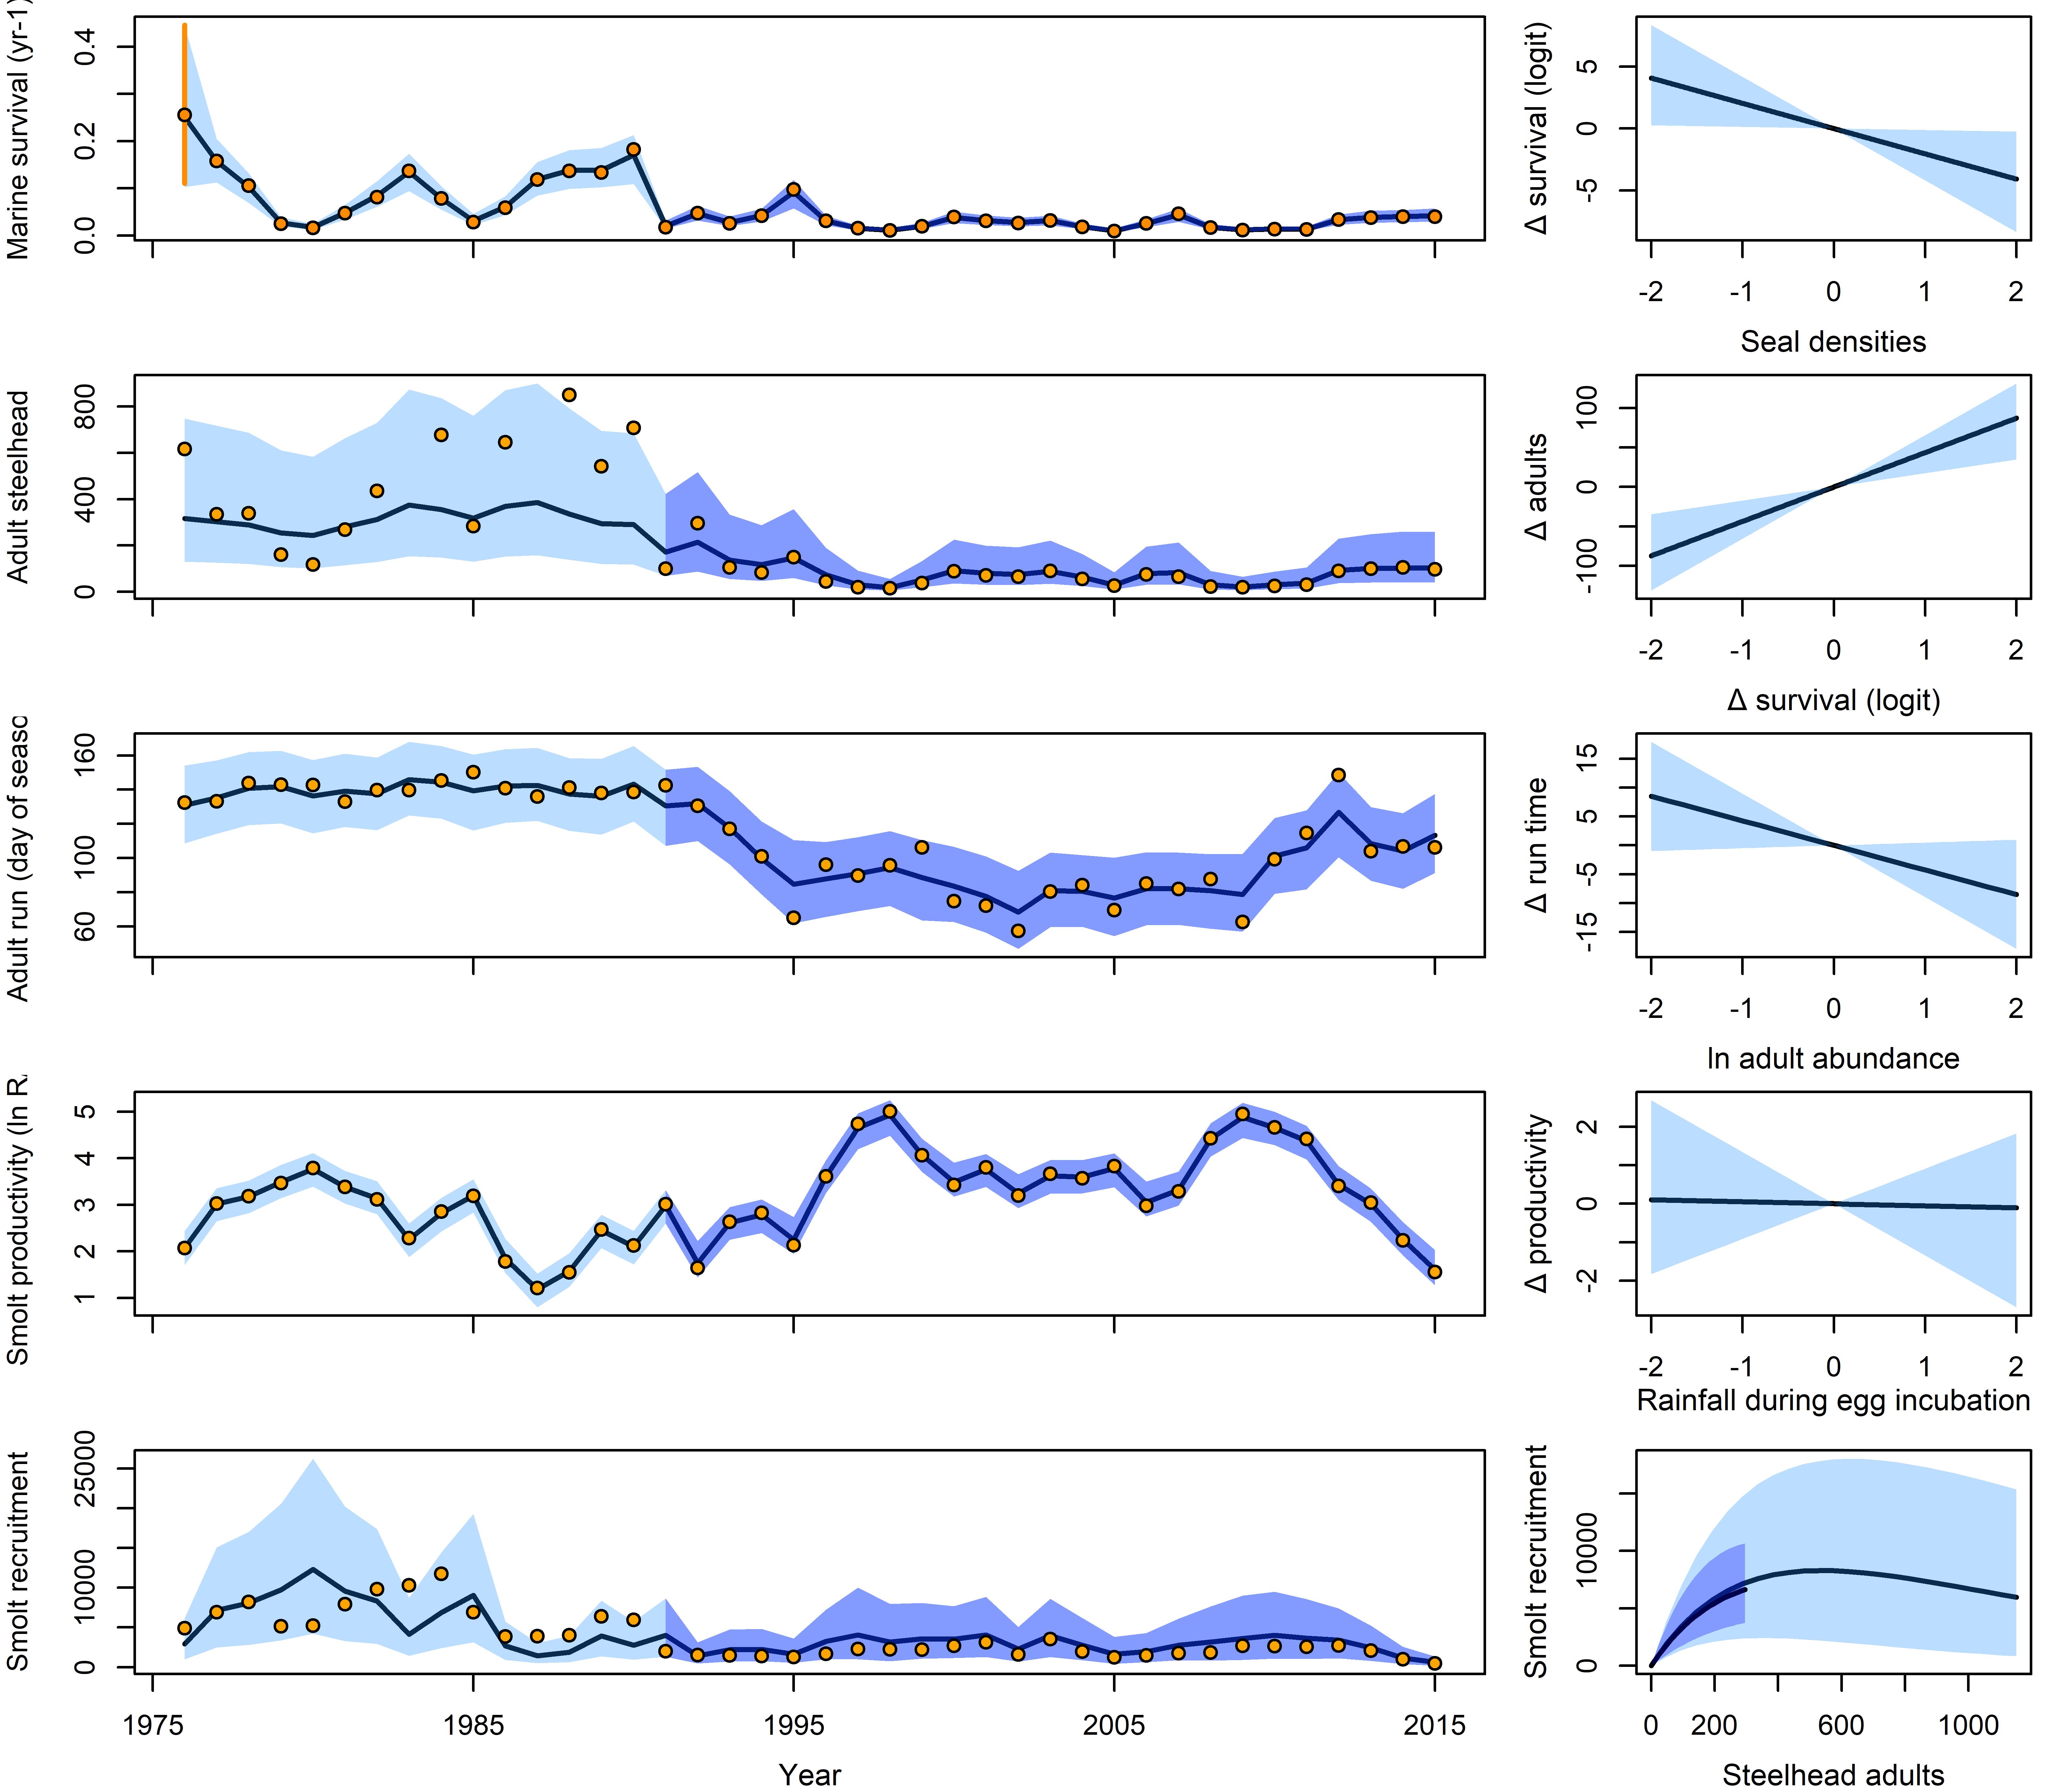 Marine survival (yr-1)
0.0 0.2 0.4
1975 1985 1995 2005 2015
Δ survival (logit)
-5 0 5
-2 -1 0 1 2
Seal densities
Adult steelhead
0 400 800
Δ adults
-100 0 100
-2 -1 0 1 2
Δ survival (logit)
Adult run (day of seaso
60 100 160
Δ run time
-15 -5 5 15
-2 -1 0 1 2
ln adult abundance
Smolt productivity (ln R
1 2 3 4 5
Δ productivity
-2 0 2
-2 -1 0 1 2
Rainfall during egg incubation
Smolt recruitment
0 10000 25000
1975 1985 1995 2005 2015
Year
Smolt recruitment
0 10000
0 200 600 1000
Steelhead adults